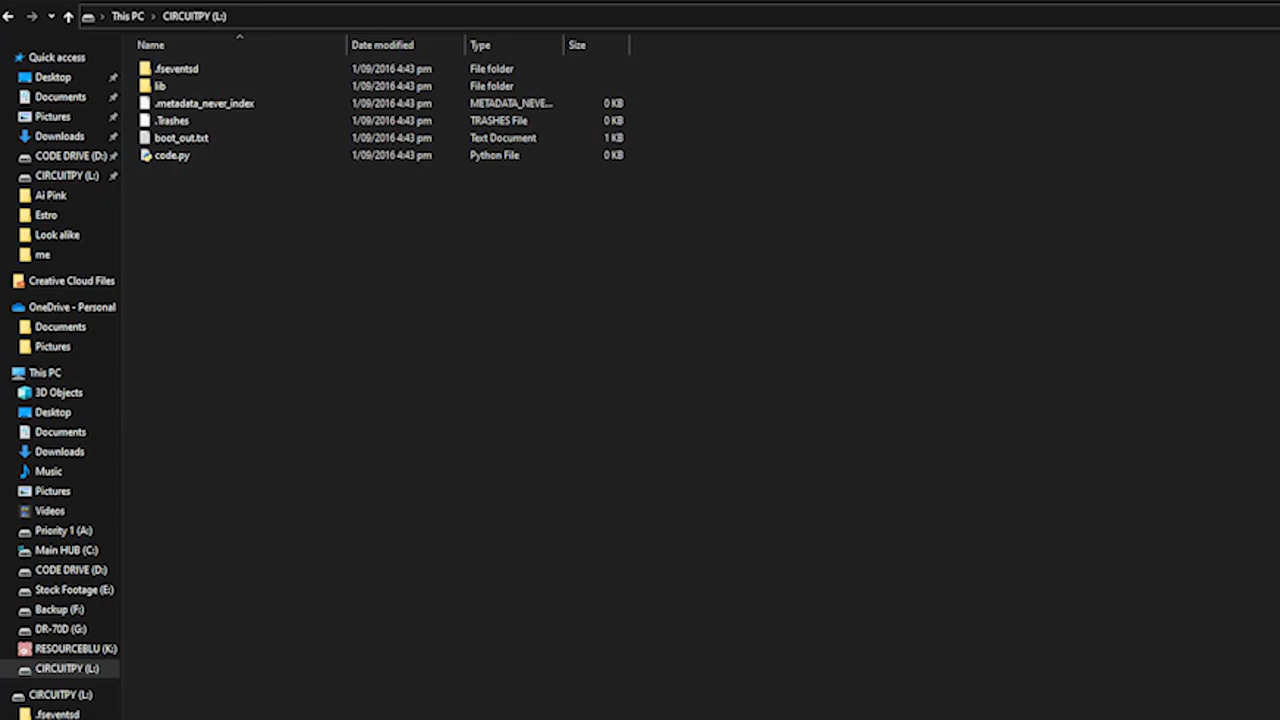 This PC > CIRCUITPY (L:)
Name Date modified Type Size
.fseventsd 1/09/2016 4:43 pm File folder
lib 1/09/2016 4:43 pm File folder
.metadata_never_index 1/09/2016 4:43 pm METADATA_NEVE... 0 KB
.Trashes 1/09/2016 4:43 pm TRASHES File 0 KB
boot_out.txt 1/09/2016 4:43 pm Text Document 1 KB
code.py 1/09/2016 4:43 pm Python File 0 KB
Quick access
Desktop
Documents
Pictures
Downloads
CODE DRIVE (D:)
CIRCUITPY (L:)
Ai Pink
Estro
Look alike
me
Creative Cloud Files
OneDrive - Personal
Documents
Pictures
This PC
3D Objects
Desktop
Documents
Downloads
Music
Pictures
Videos
Priority 1 (A:)
Main HUB (C:)
CODE DRIVE (D:)
Stock Footage (E:)
Backup (F:)
DR-70D (G:)
RESOURCEBLU (K:)
CIRCUITPY (L:)
CIRCUITPY (L:)
.fseventsd